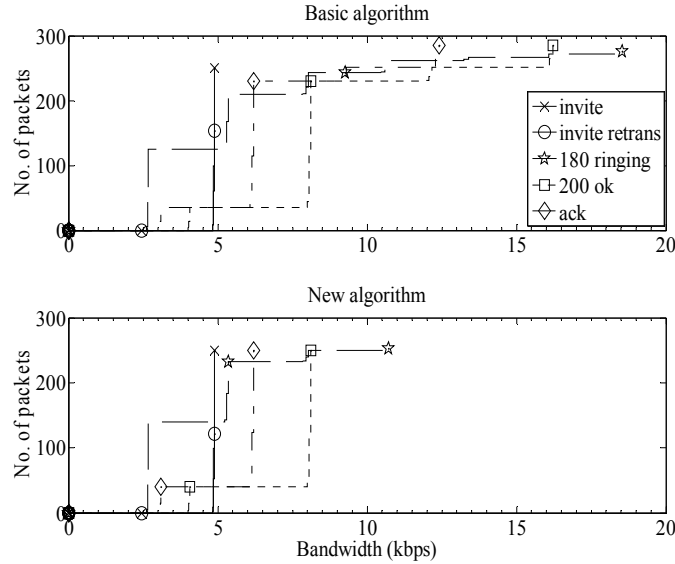 Basic algorithm
300
200
100
0
No. of packets
0
5
10
15
20
invite
invite retrans
180 ringing
200 ok
ack
New algorithm
300
200
100
0
No. of packets
0
5
10
15
20
Bandwidth (kbps)